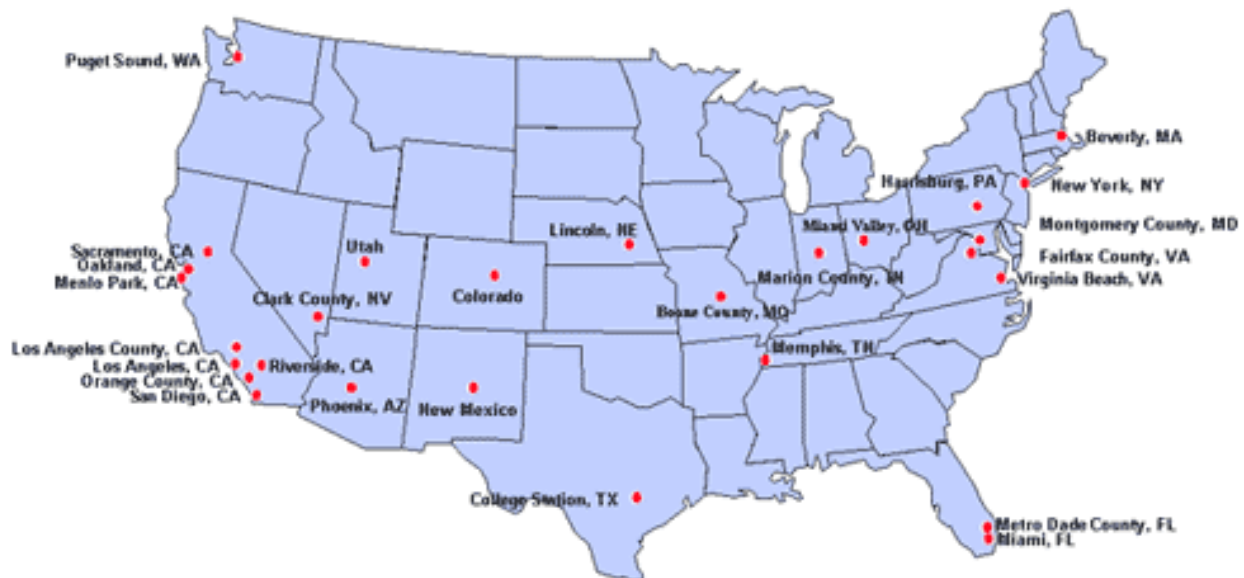 Puget Sound, WA
Beverly, MA
Harrisburg, PA
New York, NY
Lincoln, NE
Miami Valley, OH
Montgomery County, MD
Utah
Sacramento, CA
Oakland, CA
Menlo Park, CA
Marion County, IN
Fairfax County, VA
Virginia Beach, VA
Clark County, NV
Colorado
Boone County, MO
Los Angeles County, CA
Memphis, TN
Los Angeles, CA
Riverside, CA
Orange County, CA
San Diego, CA
Phoenix, AZ
New Mexico
College Station, TX
Metro Dade County, FL
Miami, FL